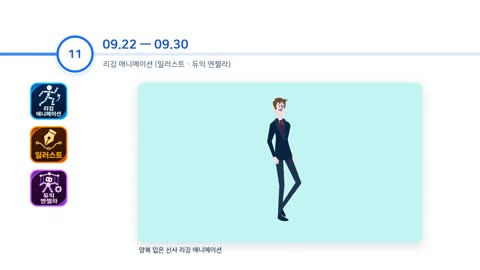 11
09.22 — 09.30
리깅 애니메이션 (일러스트 · 듀익 엔젤라)
리깅
애니메이션
일러스트
듀익
엔젤라
양복 입은 신사 리깅 애니메이션